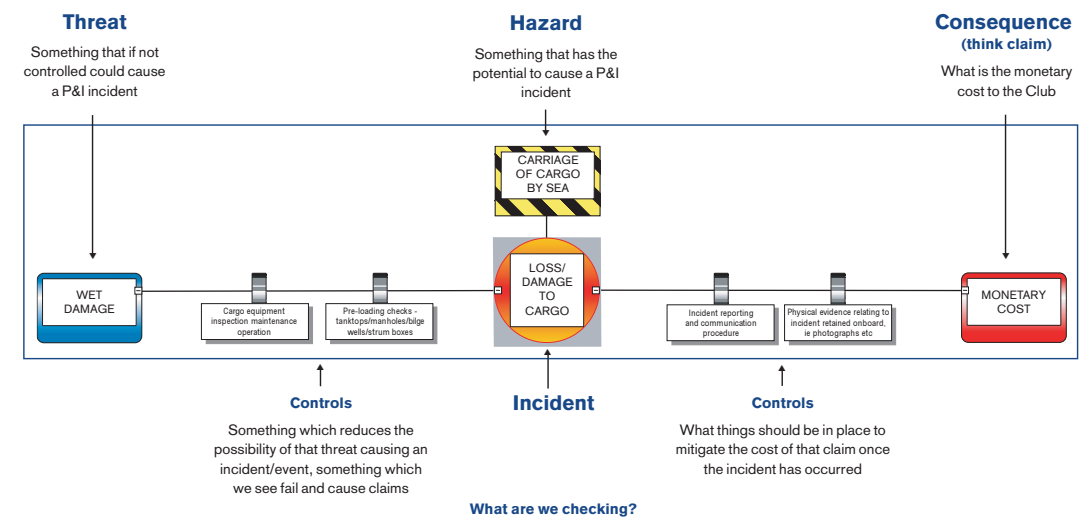 Threat
Something that if not
controlled could cause
a P&I incident
Hazard
Something that has the
potential to cause a P&I
incident
Consequence
(think claim)
What is the monetary
cost to the Club
CARRIAGE
OF CARGO
BY SEA
WET
DAMAGE
Cargo equipment
inspection maintenance
operation
Pre-loading checks -
tanktops/manholes/bilge
wells/strum boxes
LOSS/
DAMAGE
TO
CARGO
Incident reporting
and communication
procedure
Physical evidence relating to
incident retained onboard,
ie photographs etc
MONETARY
COST
Controls
Something which reduces the
possibility of that threat causing an
incident/event, something which
we see fail and cause claims
Incident
Controls
What things should be in place to
mitigate the cost of that claim once
the incident has occurred
What are we checking?